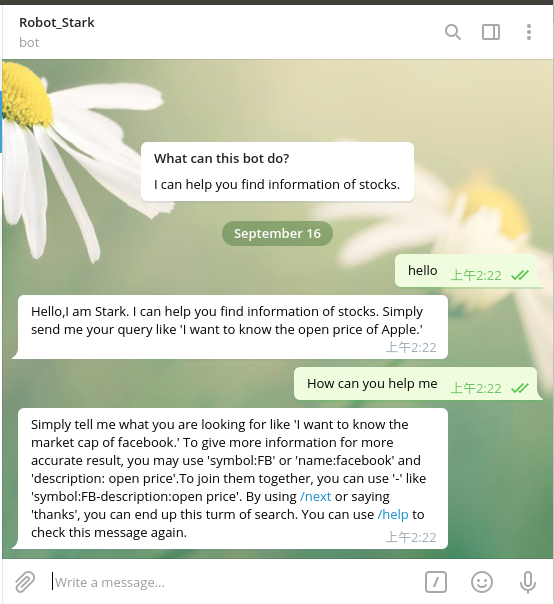 Robot_Stark
bot
What can this bot do?
I can help you find information of stocks.
September 16
hello 上午2:22
Hello,I am Stark. I can help you find information of stocks. Simply
send me your query like 'I want to know the open price of Apple.'
上午2:22
How can you help me 上午2:22
Simply tell me what you are looking for like 'I want to know the
market cap of facebook.' To give more information for more
accurate result, you may use 'symbol:FB' or 'name:facebook' and
'description: open price'.To join them together, you can use '-' like
'symbol:FB-description:open price'. By using /next or saying
'thanks', you can end up this turm of search. You can use /help to
check this message again.
上午2:22
Write a message...